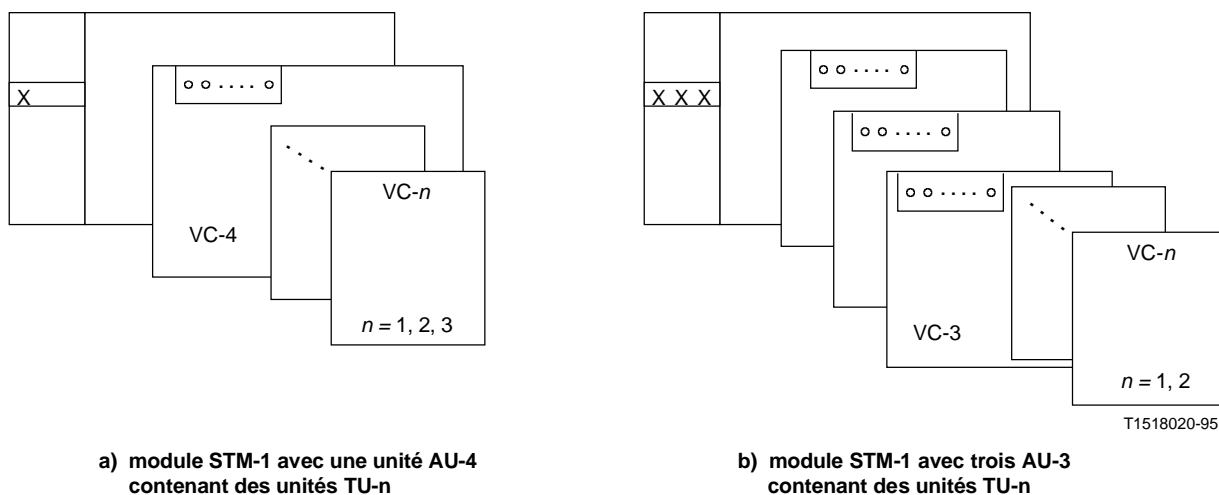 X
o o . . . . o
VC-n
VC-4
n = 1, 2, 3
a) module STM-1 avec une unité AU-4
contenant des unités TU-n
o o . . . . o
X X X
o o . . . . o
o o . . . . o
VC-n
VC-3
n = 1, 2
T1518020-95
b) module STM-1 avec trois AU-3
contenant des unités TU-n